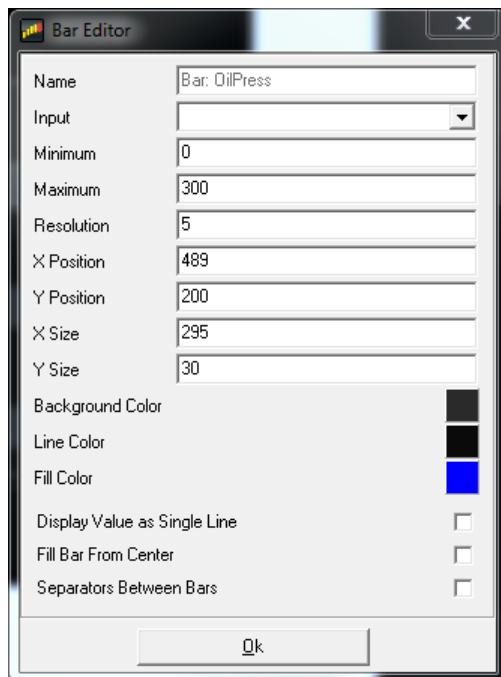 Bar Editor
Name Bar: OilPress
Input
Minimum 0
Maximum 300
Resolution 5
X Position 489
Y Position 200
X Size 295
Y Size 30
Background Color
Line Color
Fill Color
Display Value as Single Line
Fill Bar From Center
Separators Between Bars
Ok